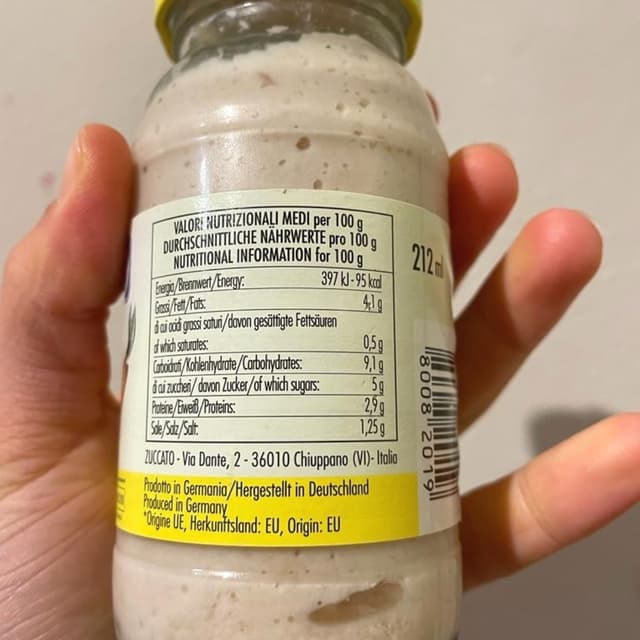 VALORI NUTRIZIONALI MEDI per 100 g
DURCHSCHNITTLICHE NÄHRWERTE pro 100 g
NUTRITIONAL INFORMATION for 100 g
Energia/Brennwert/Energy: 397 kJ - 95 kcal
Grassi/Fett/Fats: 4,1 g
di cui acidi grassi saturi/davon gesättigte Fettsäuren
of which saturates: 0,5 g
Carboidrati/Kohlenhydrate/Carbohydrates: 9,1 g
di cui zuccheri/davon Zucker/of which sugars: 5 g
Proteine/Eiweiß/Proteins: 2,9 g
Sale/Salz/Salt: 1,25 g
212 ml
ZUCCATO - Via Dante, 2 - 36010 Chiuppano (VI)- Italia
Prodotto in Germania/Hergestellt in Deutschland
Produced in Germany
*Origine UE, Herkunftsland: EU, Origin: EU
8008 2019